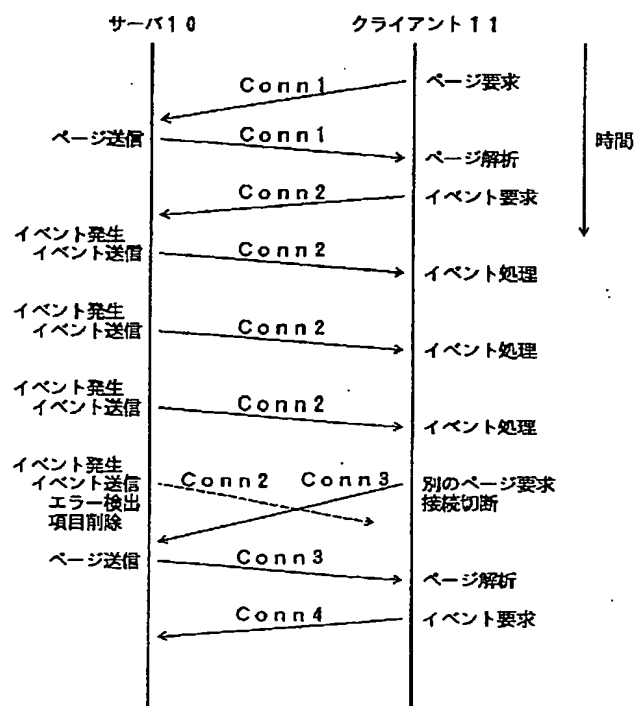 サーバ10 クライアント11
Conn1 ページ要求
ページ送信 Conn1 時間
ページ解析
Conn2 イベント要求
イベント発生
イベント送信 Conn2
イベント処理
イベント発生
イベント送信 Conn2
イベント処理
イベント発生
イベント送信 Conn2
イベント処理
イベント発生
イベント送信 Conn2 Conn3 別のページ要求
エラー検出 接続切断
項目削除
ページ送信 Conn3
ページ解析
Conn4 イベント要求